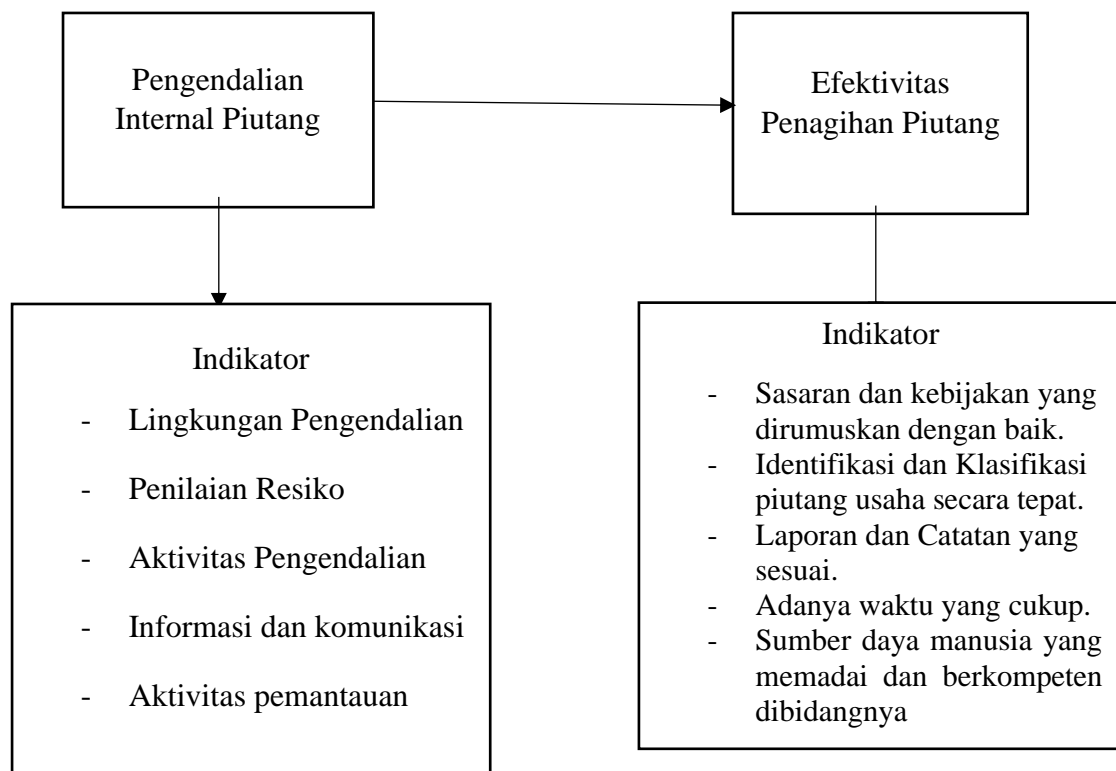 Pengendalian
Internal Piutang
Efektivitas
Penagihan Piutang
Indikator
- Lingkungan Pengendalian
- Penilaian Resiko
- Aktivitas Pengendalian
- Informasi dan komunikasi
- Aktivitas pemantauan
Indikator
- Sasaran dan kebijakan yang
dirumuskan dengan baik.
- Identifikasi dan Klasifikasi
piutang usaha secara tepat.
- Laporan dan Catatan yang
sesuai.
- Adanya waktu yang cukup.
- Sumber daya manusia yang
memadai dan berkompeten
dibidangnya